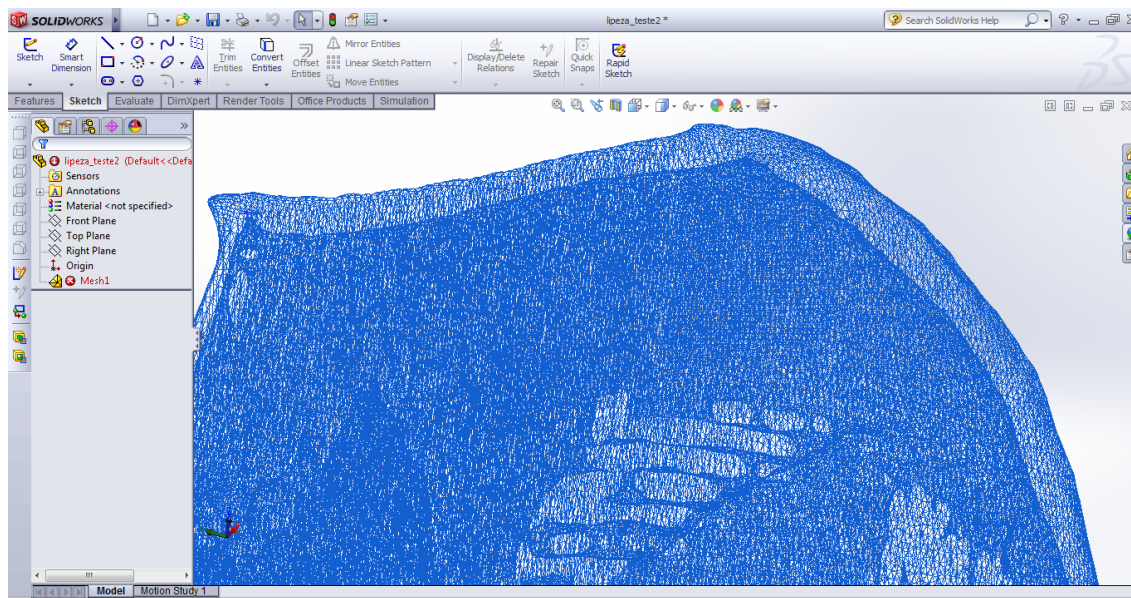 SOLIDWORKS
lipeza_teste2 *
Search SolidWorks Help
Sketch
Smart Dimension
Trim Entities
Convert Entities
Offset Entities
Mirror Entities
Linear Sketch Pattern
Move Entities
Display/Delete Relations
Repair Sketch
Quick Snaps
Rapid Sketch
Features
Sketch
Evaluate
DimXpert
Render Tools
Office Products
Simulation
lipeza_teste2 (Default<<Defa
Sensors
Annotations
Material <not specified>
Front Plane
Top Plane
Right Plane
Origin
Mesh1
Model
Motion Study 1